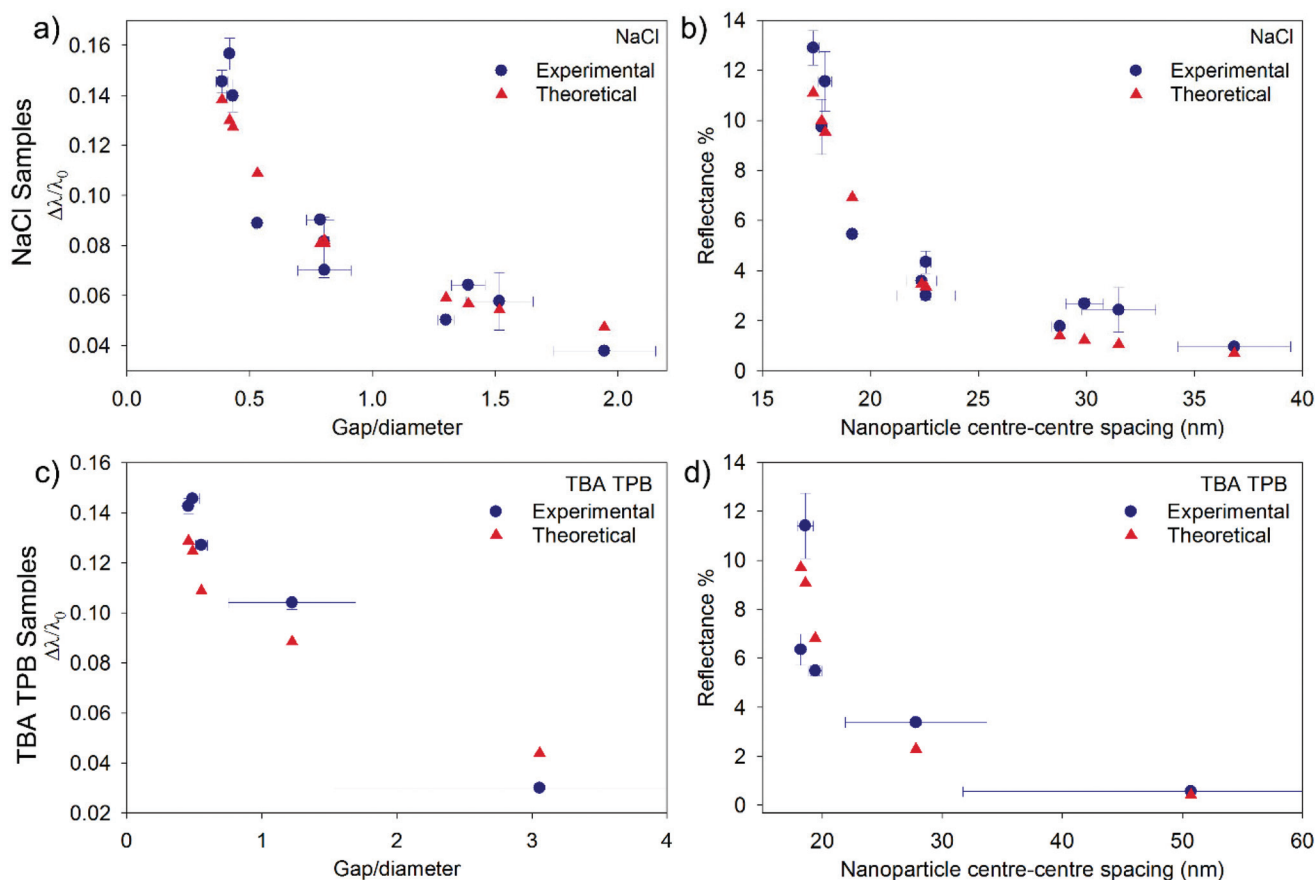 a)
NaCl
Experimental
Theoretical
NaCl Samples
Δλ/λ0
0.16
0.14
0.12
0.10
0.08
0.06
0.04
0.0 0.5 1.0 1.5 2.0
Gap/diameter
b)
NaCl
Experimental
Theoretical
Reflectance %
14
12
10
8
6
4
2
0
15 20 25 30 35 40
Nanoparticle centre-centre spacing (nm)
c)
TBA TPB
Experimental
Theoretical
TBA TPB Samples
Δλ/λ0
0.16
0.14
0.12
0.10
0.08
0.06
0.04
0.02
0 1 2 3 4
Gap/diameter
d)
TBA TPB
Experimental
Theoretical
Reflectance %
14
12
10
8
6
4
2
0
20 30 40 50 60
Nanoparticle centre-centre spacing (nm)